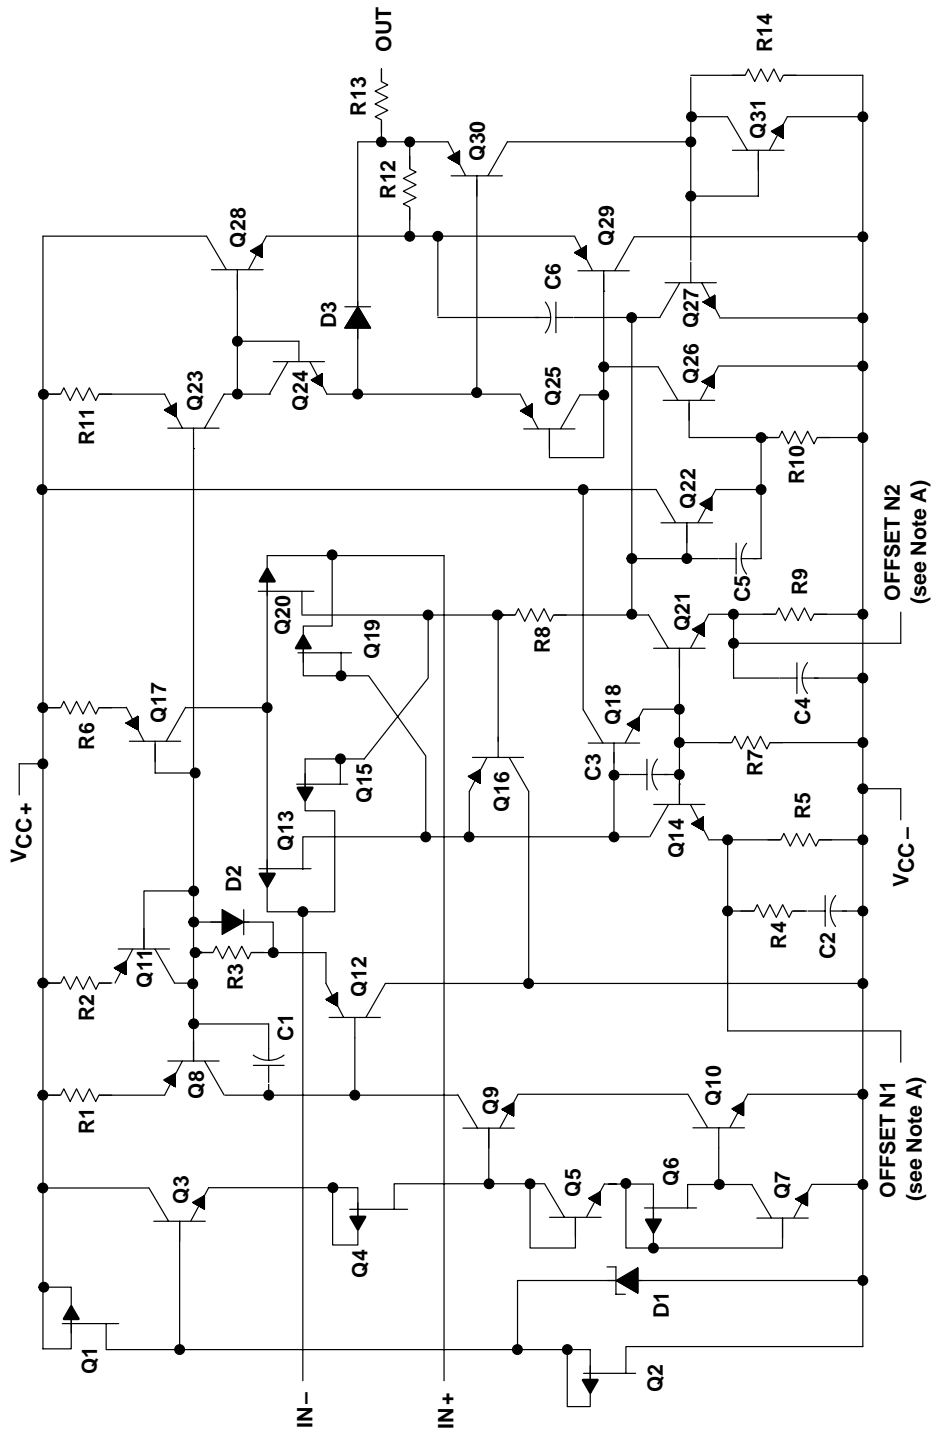 VCC+
R1
R2
R6
R11
Q1
Q3
Q8
Q11
Q17
Q23
Q28
C1
R3
D2
Q12
Q4
Q13
Q15
Q20
Q19
Q24
D3
R12
R13
OUT
Q30
IN−
IN+
Q9
Q5
Q6
Q10
Q7
D1
Q2
Q16
R8
Q18
C3
Q14
Q21
Q22
C5
Q25
C6
Q29
Q26
Q27
Q31
R14
R4
C2
R5
R7
C4
R9
R10
VCC−
OFFSET N1
(see Note A)
OFFSET N2
(see Note A)